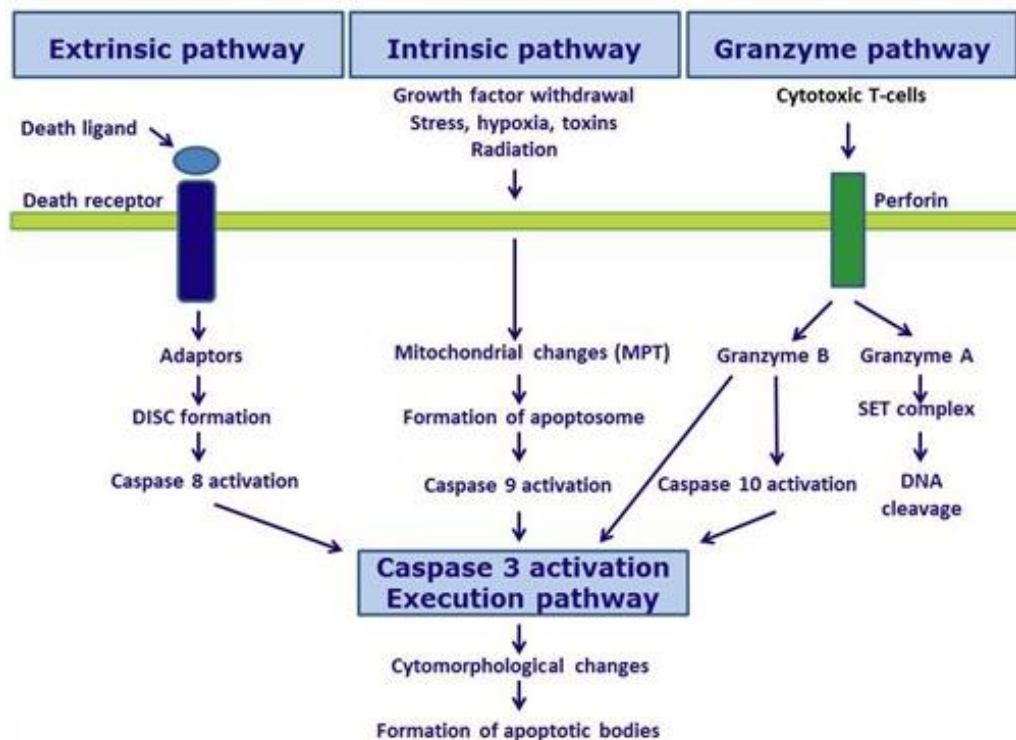 Extrinsic pathway
Intrinsic pathway
Granzyme pathway
Growth factor withdrawal
Stress, hypoxia, toxins
Radiation
Cytotoxic T-cells
Death ligand
Death receptor
Perforin
Adaptors
Mitochondrial changes (MPT)
Granzyme B
Granzyme A
DISC formation
Formation of apoptosome
SET complex
Caspase 8 activation
Caspase 9 activation
Caspase 10 activation
DNA
cleavage
Caspase 3 activation
Execution pathway
Cytomorphological changes
Formation of apoptotic bodies